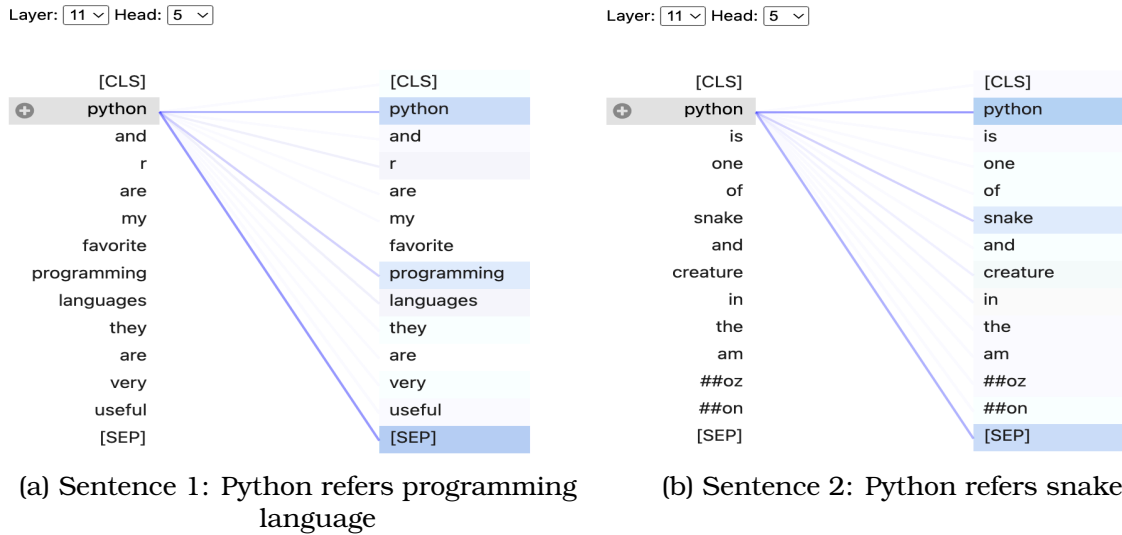 Layer: 11 Head: 5
[CLS] [CLS]
python python
and and
r r
are are
my my
favorite favorite
programming programming
languages languages
they they
are are
very very
useful useful
[SEP] [SEP]
(a) Sentence 1: Python refers programming
language
Layer: 11 Head: 5
[CLS] [CLS]
python python
is is
one one
of of
snake snake
and and
creature creature
in in
the the
am am
##oz ##oz
##on ##on
[SEP] [SEP]
(b) Sentence 2: Python refers snake